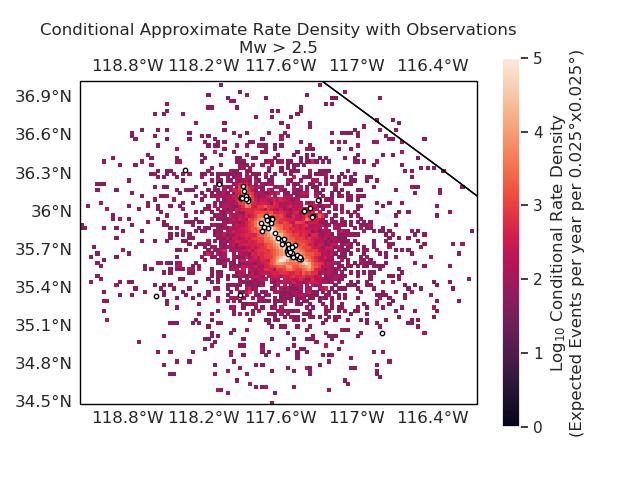 Conditional Approximate Rate Density with Observations
Mw > 2.5
118.8°W 118.2°W 117.6°W 117°W 116.4°W
36.9°N
36.6°N
36.3°N
36°N
35.7°N
35.4°N
35.1°N
34.8°N
34.5°N
118.8°W 118.2°W 117.6°W 117°W 116.4°W
5
4
3
2
1
0
Log₁₀ Conditional Rate Density
(Expected Events per year per 0.025°x0.025°)